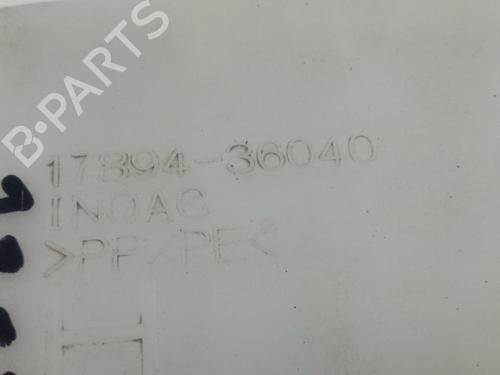 B-PARTS
17894-36040
INOAC
>PP/PE<